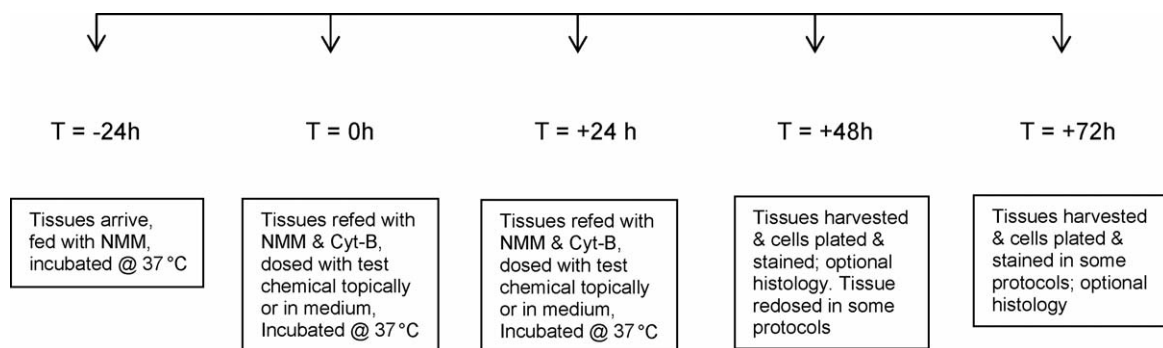 T = -24h
T = 0h
T = +24 h
T = +48h
T = +72h
Tissues arrive,
fed with NMM,
incubated @ 37 °C
Tissues refed with
NMM & Cyt-B,
dosed with test
chemical topically
or in medium,
Incubated @ 37 °C
Tissues refed with
NMM & Cyt-B,
dosed with test
chemical topically
or in medium,
Incubated @ 37 °C
Tissues harvested
& cells plated &
stained; optional
histology. Tissue
redosed in some
protocols
Tissues harvested
& cells plated &
stained in some
protocols; optional
histology